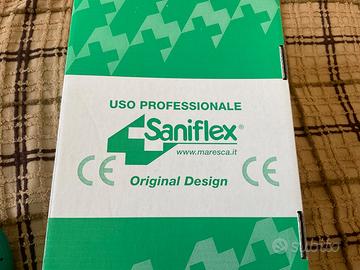 USO PROFESSIONALE
Saniflex®
www.maresca.it
CE CE
Original Design
subito